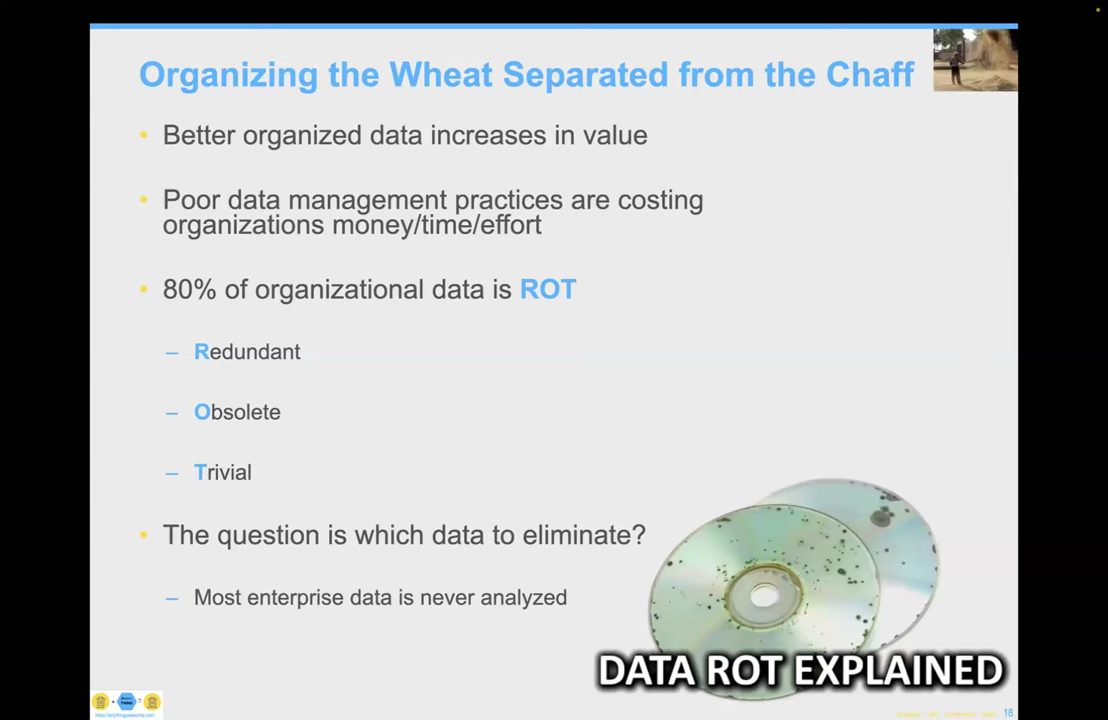 Organizing the Wheat Separated from the Chaff
• Better organized data increases in value
• Poor data management practices are costing
organizations money/time/effort
• 80% of organizational data is ROT
– Redundant
– Obsolete
– Trivial
• The question is which data to eliminate?
– Most enterprise data is never analyzed
DATA ROT EXPLAINED
18